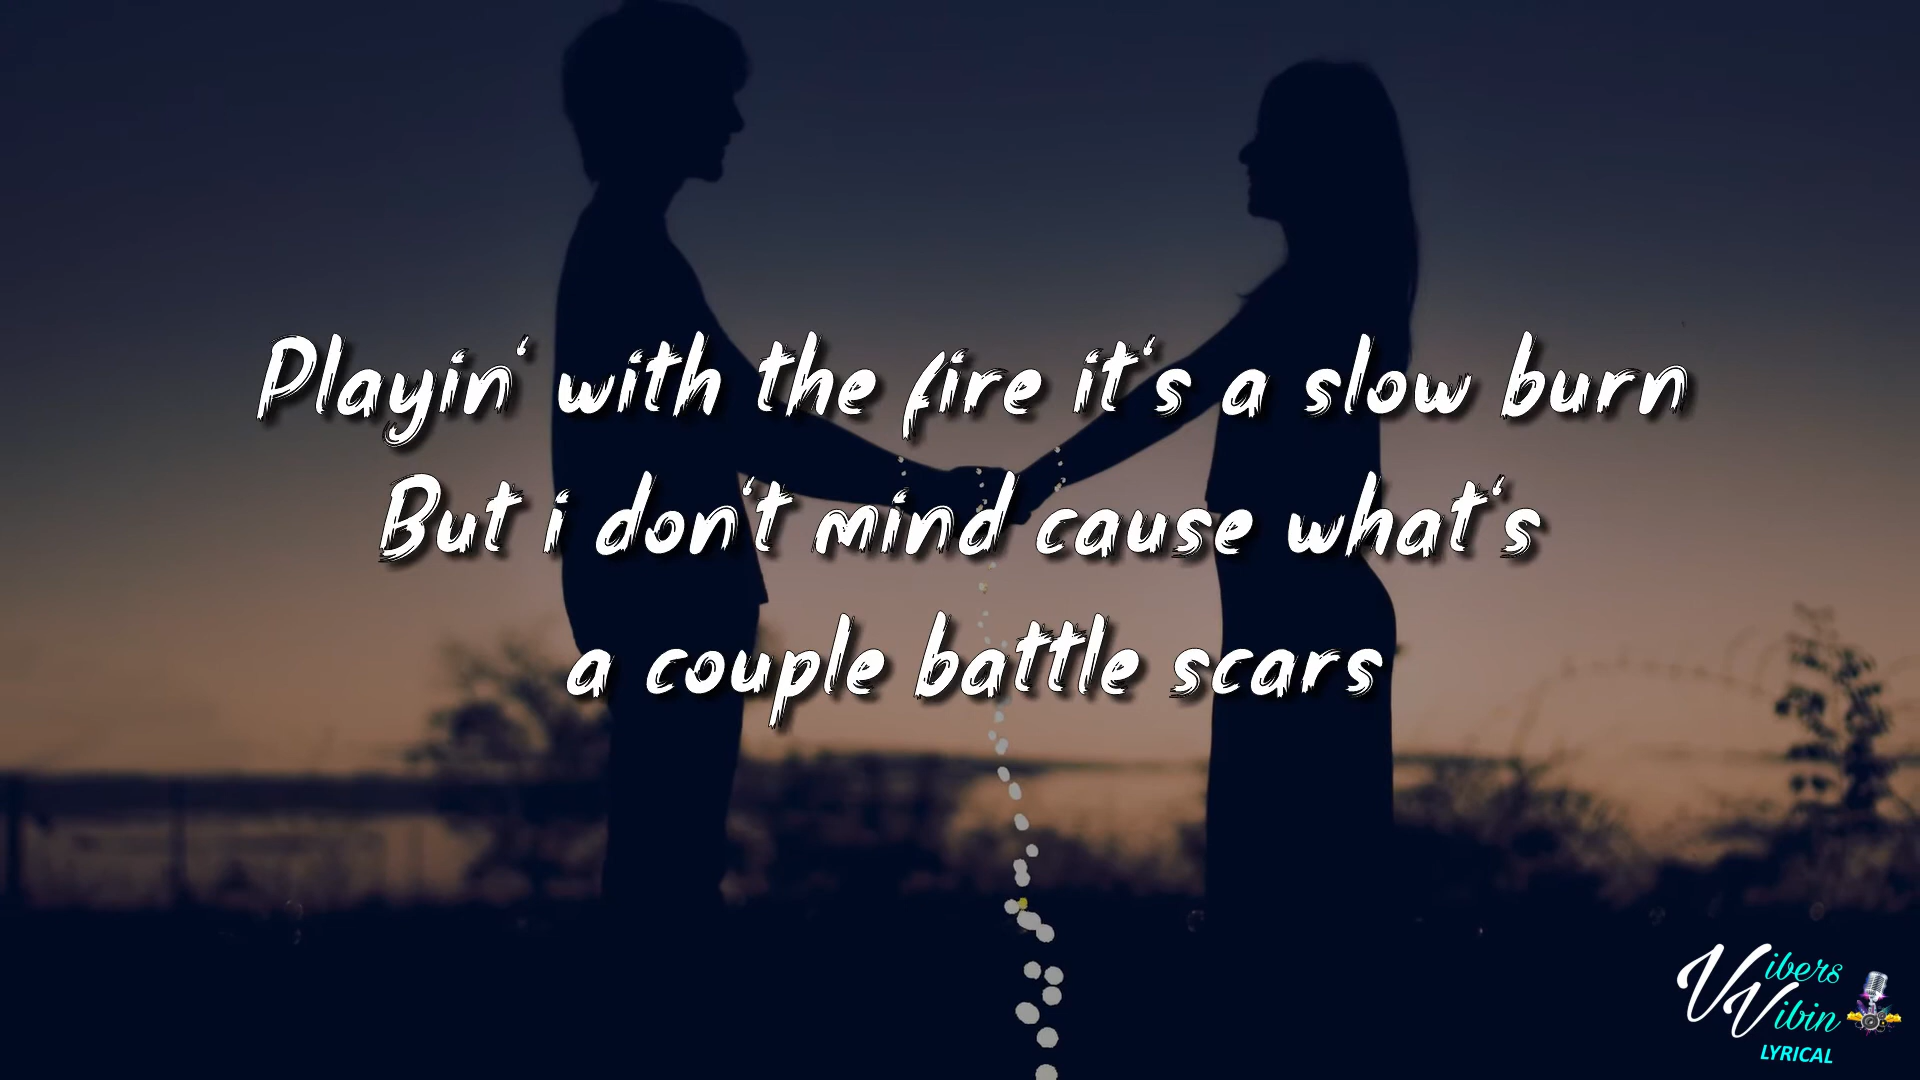 Playin' with the fire it's a slow burn
But i don't mind cause what's
a couple battle scars
Vibers
Vibin
LYRICAL